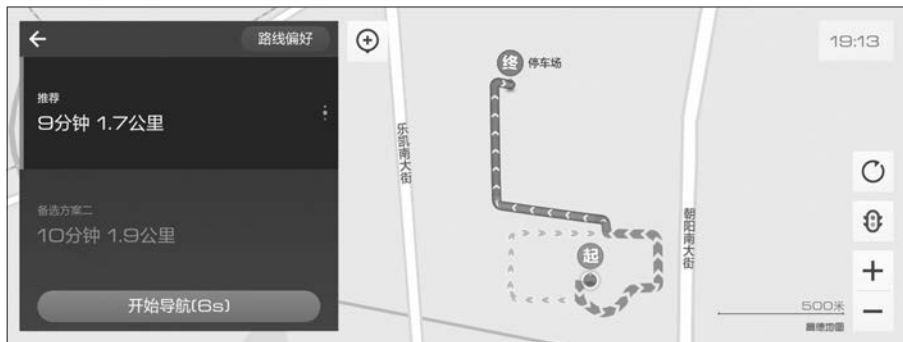 路线偏好
19:13
推荐
9分钟 1.7公里
备选方案二
10分钟 1.9公里
开始导航(6s)
终
停车场
乐凯南大街
起
朝阳南大街
500米
高德地图